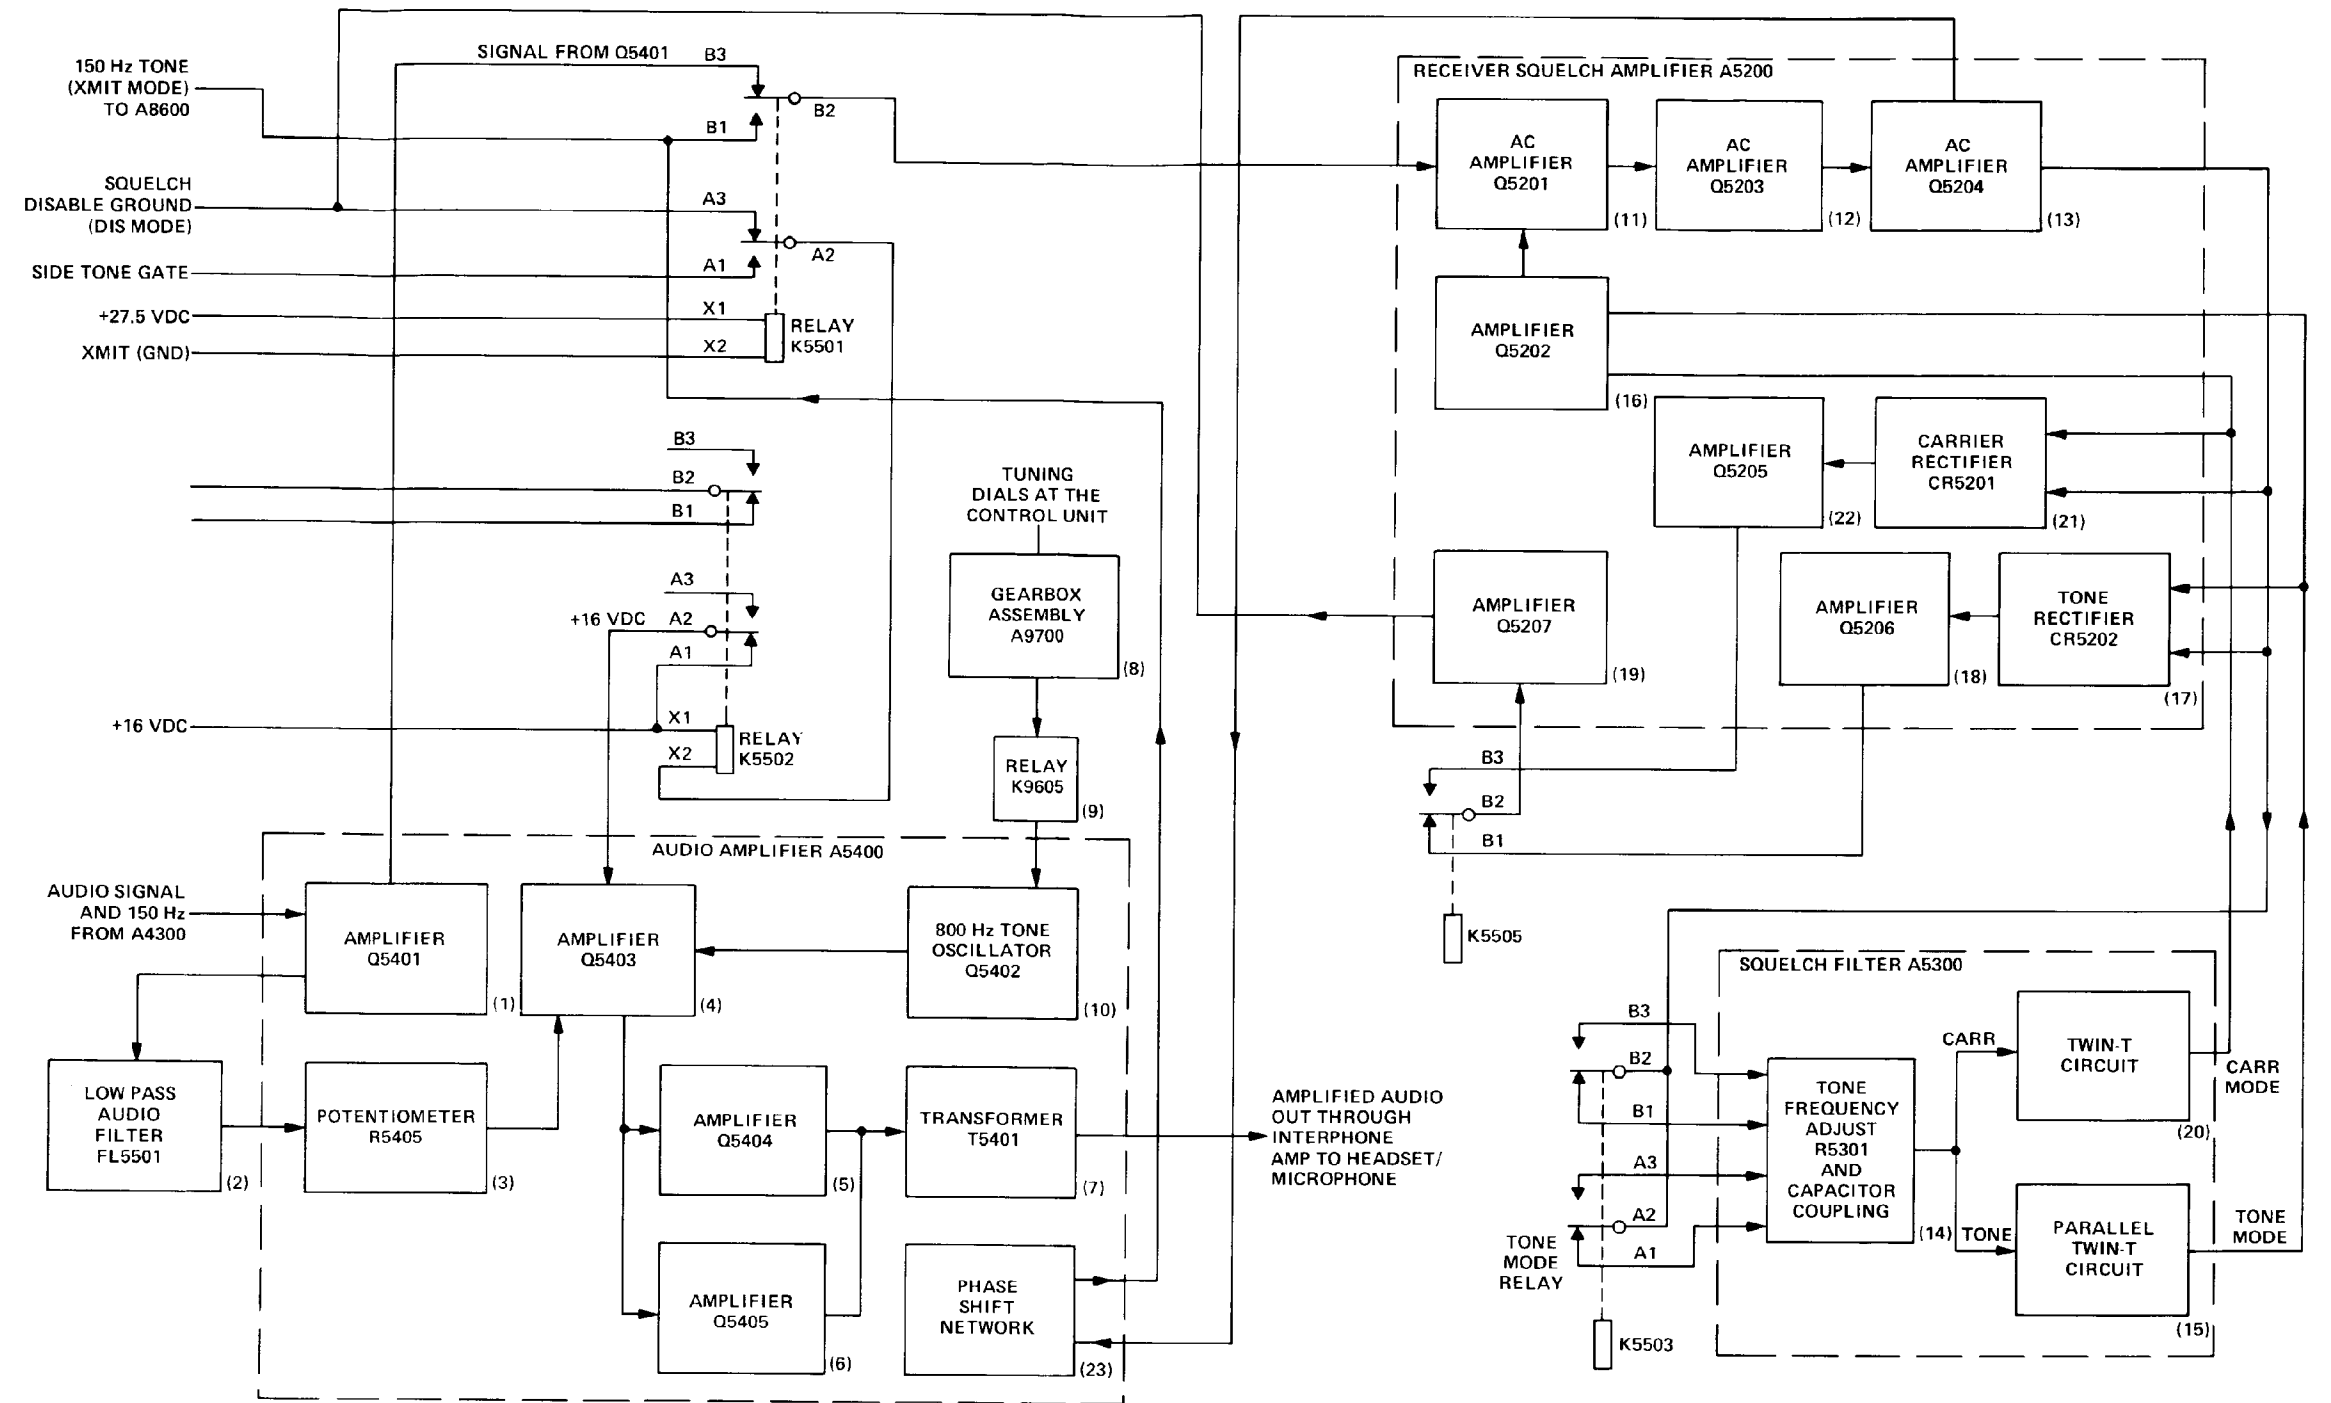 SIGNAL FROM Q5401
B3
150 Hz TONE
(XMIT MODE)
TO A8600
B2
B1
SQUELCH
DISABLE GROUND
(DIS MODE)
A3
A2
SIDE TONE GATE
A1
+27.5 VDC
X1
XMIT (GND)
X2
RELAY
K5501
B3
B2
B1
A3
+16 VDC
A2
A1
+16 VDC
X1
X2
RELAY
K5502
TUNING
DIALS AT THE
CONTROL UNIT
GEARBOX
ASSEMBLY
A9700
(8)
RELAY
K9605
(9)
AUDIO AMPLIFIER A5400
AUDIO SIGNAL
AND 150 Hz
FROM A4300
AMPLIFIER
Q5401
(1)
AMPLIFIER
Q5403
(4)
800 Hz TONE
OSCILLATOR
Q5402
(10)
LOW PASS
AUDIO
FILTER
FL5501
(2)
POTENTIOMETER
R5405
(3)
AMPLIFIER
Q5404
(5)
TRANSFORMER
T5401
(7)
AMPLIFIED AUDIO
OUT THROUGH
INTERPHONE
AMP TO HEADSET/
MICROPHONE
AMPLIFIER
Q5405
(6)
PHASE
SHIFT
NETWORK
(23)
RECEIVER SQUELCH AMPLIFIER A5200
AC
AMPLIFIER
Q5201
(11)
AC
AMPLIFIER
Q5203
(12)
AC
AMPLIFIER
Q5204
(13)
AMPLIFIER
Q5202
(16)
AMPLIFIER
Q5205
(22)
CARRIER
RECTIFIER
CR5201
(21)
AMPLIFIER
Q5207
(19)
AMPLIFIER
Q5206
(18)
TONE
RECTIFIER
CR5202
(17)
B3
B2
B1
K5505
SQUELCH FILTER A5300
B3
B2
B1
A3
A2
A1
TONE
MODE
RELAY
K5503
TONE
FREQUENCY
ADJUST
R5301
AND
CAPACITOR
COUPLING
(14)
CARR
TWIN-T
CIRCUIT
(20)
CARR
MODE
TONE
PARALLEL
TWIN-T
CIRCUIT
(15)
TONE
MODE